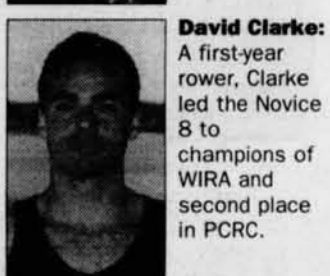 David Clarke:
A first-year
rower, Clarke
led the Novice
8 to
champions of
WIRA and
second place
in PCRC.